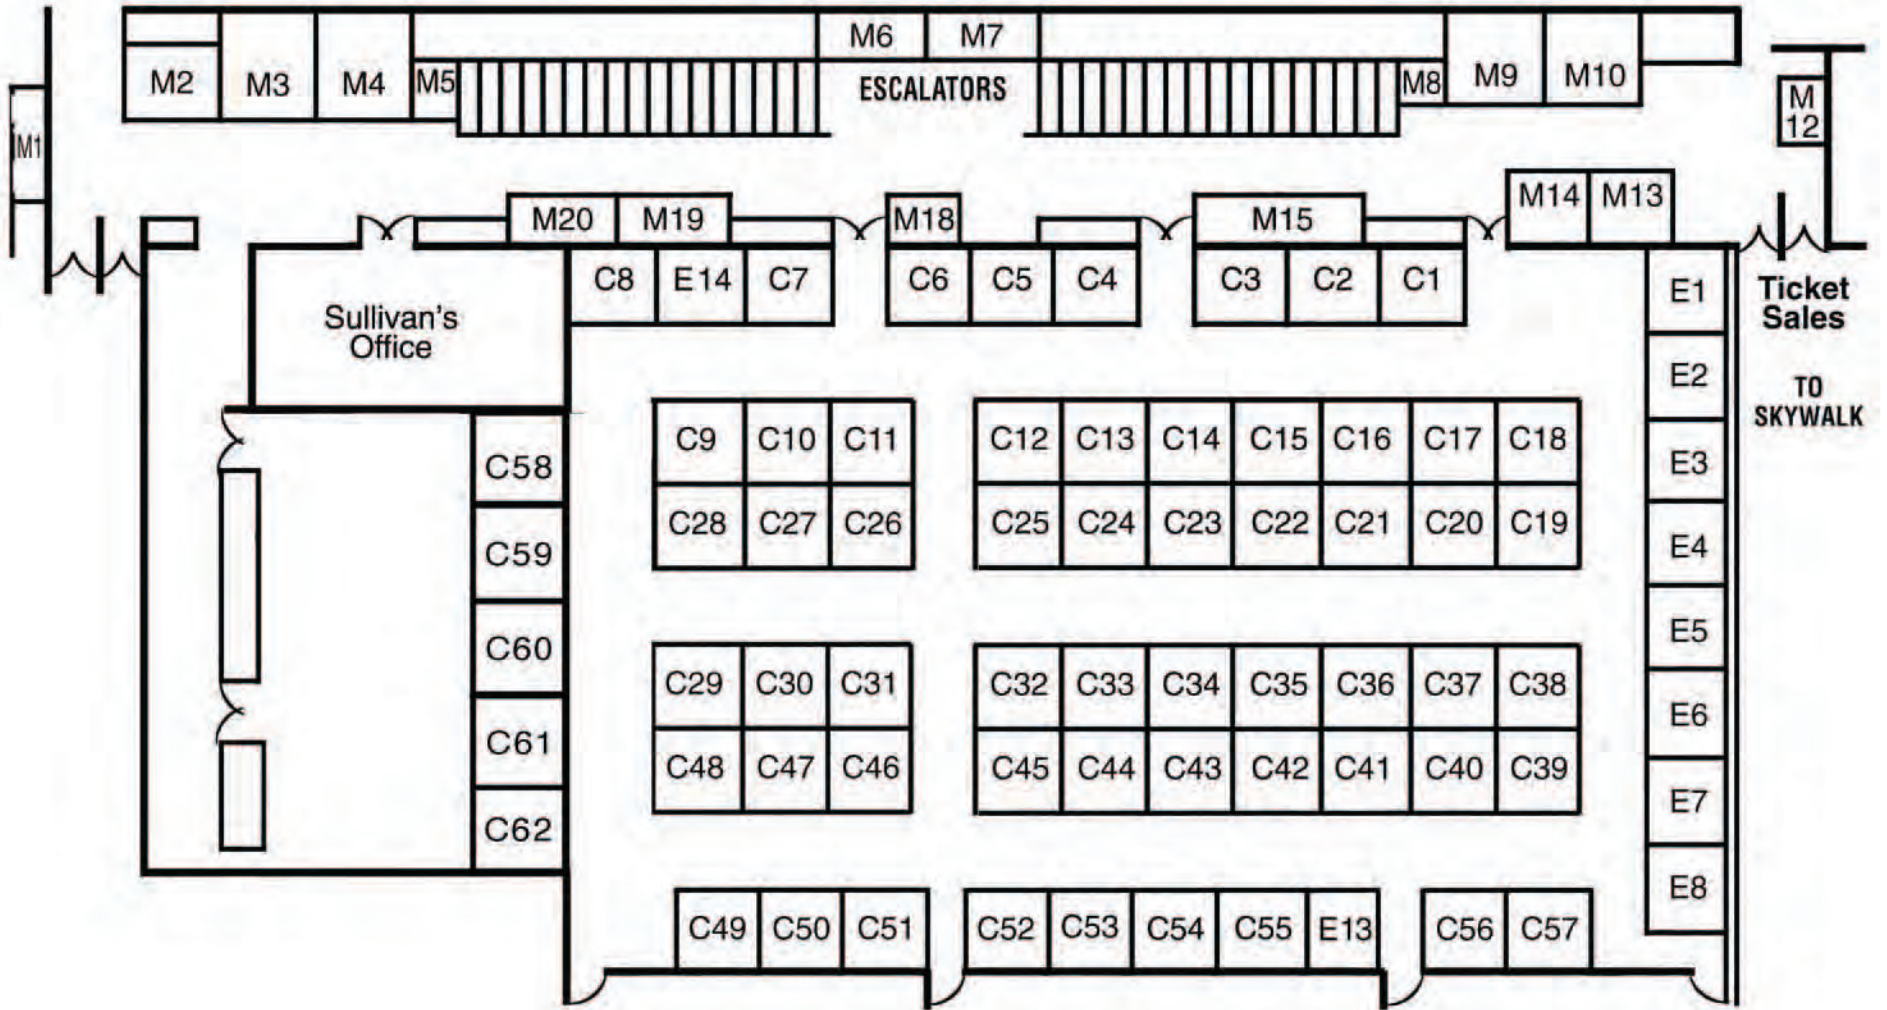 M6 M7
M2 M3 M4 M5 M8 M9 M10
ESCALATORS
M
12
M1
M20 M19 M18 M15 M14 M13
C8 E14 C7 C6 C5 C4 C3 C2 C1 E1
Ticket
Sales
Sullivan's
Office
E2
TO
SKYWALK
C9 C10 C11 C12 C13 C14 C15 C16 C17 C18
C58 E3
C28 C27 C26 C25 C24 C23 C22 C21 C20 C19
C59 E4
C60 E5
C29 C30 C31 C32 C33 C34 C35 C36 C37 C38
E6
C61
C48 C47 C46 C45 C44 C43 C42 C41 C40 C39
E7
C62
E8
C49 C50 C51 C52 C53 C54 C55 E13 C56 C57